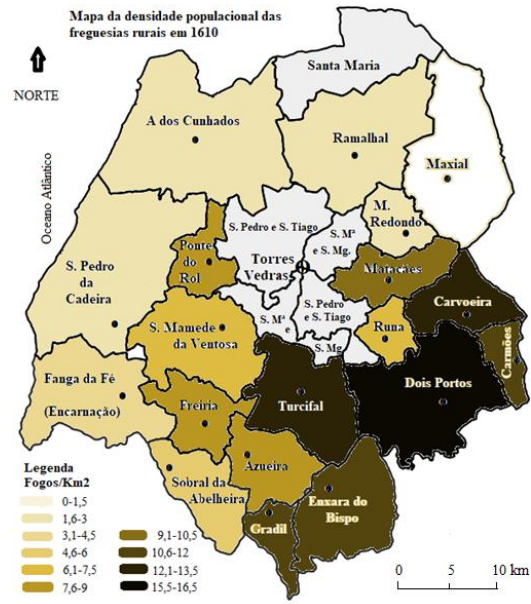 Mapa da densidade populacional das
freguesias rurais em 1610
NORTE
Oceano Atlântico
Santa Maria
A dos Cunhados
Ramalhal
Maxial
M.
Redondo
S. Pedro e S. Tiago
S. Mª
e S. Mg.
Ponte
do Rol
Torres
Vedras
Matacães
S. Pedro
da
Cadeira
Carvoeira
S. Mª
e
S. Pedro
e S. Tiago
S. Mg
Runa
S. Mamede
da Ventosa
Carmões
Fanga da Fé
(Encarnação)
Dois Portos
Freiria
Turcifal
Azueira
Sobral da
Abelheira
Enxara do
Bispo
Gradil
Legenda
Fogos/Km2
0-1,5
1,6-3
3,1-4,5
4,6-6
6,1-7,5
7,6-9
9,1-10,5
10,6-12
12,1-13,5
15,5-16,5
0 5 10 km